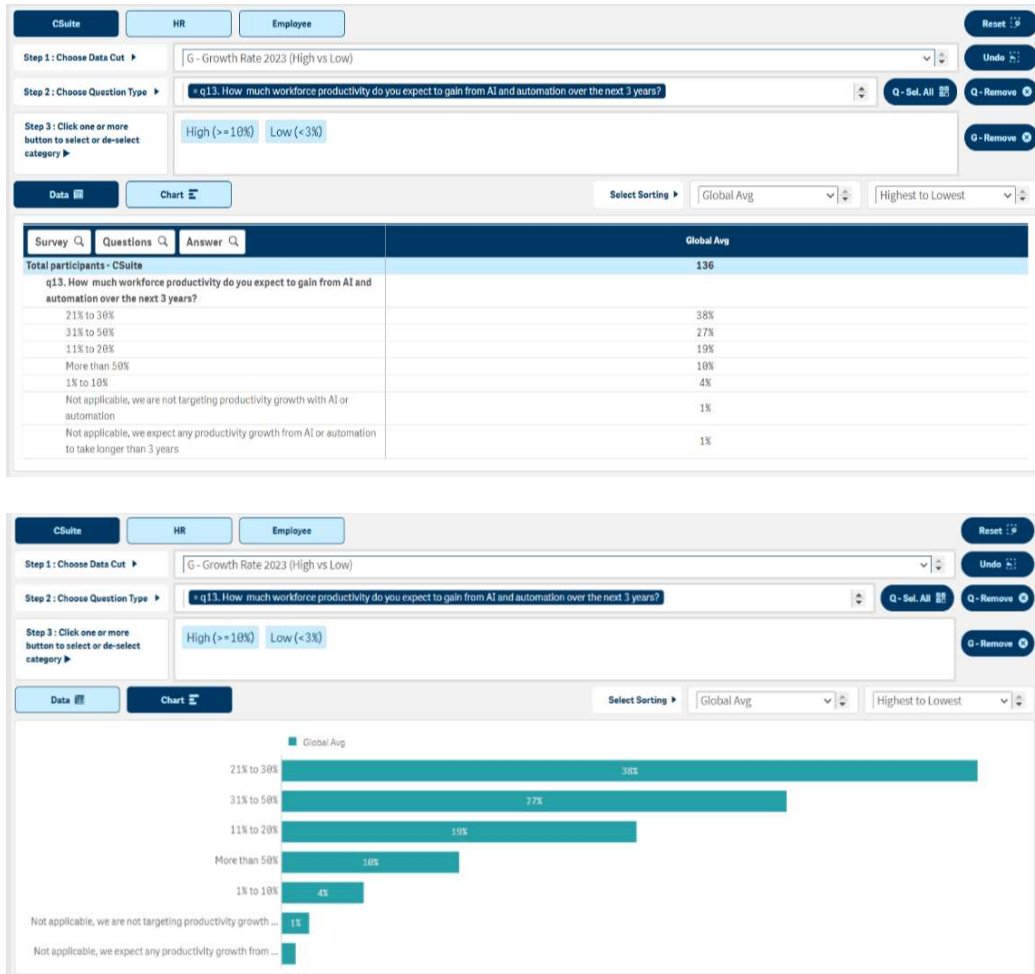 CSuite HR Employee Reset
Step 1 : Choose Data Cut ▶ G - Growth Rate 2023 (High vs Low) Undo
Step 2 : Choose Question Type ▶ × q13. How much workforce productivity do you expect to gain from AI and automation over the next 3 years? Q - Sel. All Q - Remove
Step 3 : Click one or more
button to select or de-select
category ▶
High (>=10%) Low (<3%) G - Remove
Data Chart Select Sorting ▶ Global Avg Highest to Lowest
Survey Questions Answer Global Avg
Total participants - CSuite 136
q13. How much workforce productivity do you expect to gain from AI and
automation over the next 3 years?
21% to 30% 38%
31% to 50% 27%
11% to 20% 19%
More than 50% 10%
1% to 10% 4%
Not applicable, we are not targeting productivity growth with AI or
automation 1%
Not applicable, we expect any productivity growth from AI or automation
to take longer than 3 years 1%
CSuite HR Employee Reset
Step 1 : Choose Data Cut ▶ G - Growth Rate 2023 (High vs Low) Undo
Step 2 : Choose Question Type ▶ × q13. How much workforce productivity do you expect to gain from AI and automation over the next 3 years? Q - Sel. All Q - Remove
Step 3 : Click one or more
button to select or de-select
category ▶
High (>=10%) Low (<3%) G - Remove
Data Chart Select Sorting ▶ Global Avg Highest to Lowest
Global Avg
21% to 30% 38%
31% to 50% 27%
11% to 20% 19%
More than 50% 10%
1% to 10% 4%
Not applicable, we are not targeting productivity growth ... 1%
Not applicable, we expect any productivity growth from ...